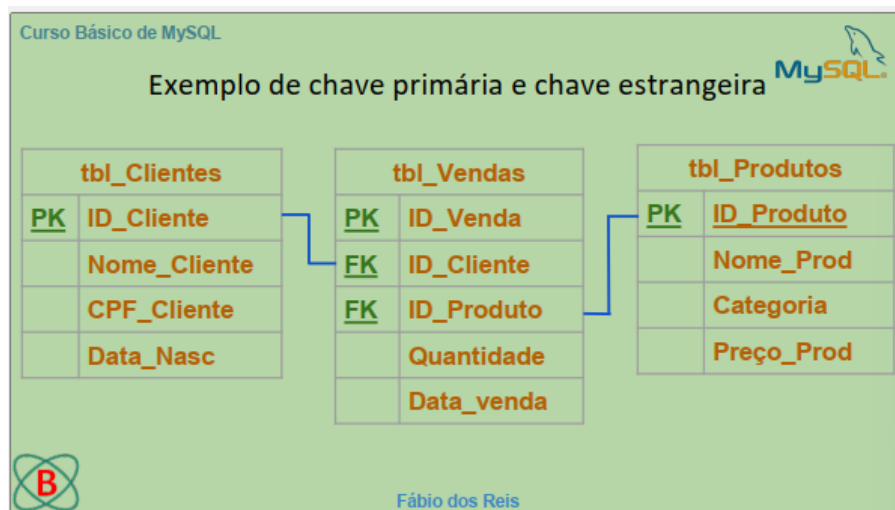 Curso Básico de MySQL
MySQL
Exemplo de chave primária e chave estrangeira
tbl_Clientes
PK ID_Cliente
Nome_Cliente
CPF_Cliente
Data_Nasc
tbl_Vendas
PK ID_Venda
FK ID_Cliente
FK ID_Produto
Quantidade
Data_venda
tbl_Produtos
PK ID_Produto
Nome_Prod
Categoria
Preço_Prod
B
Fábio dos Reis